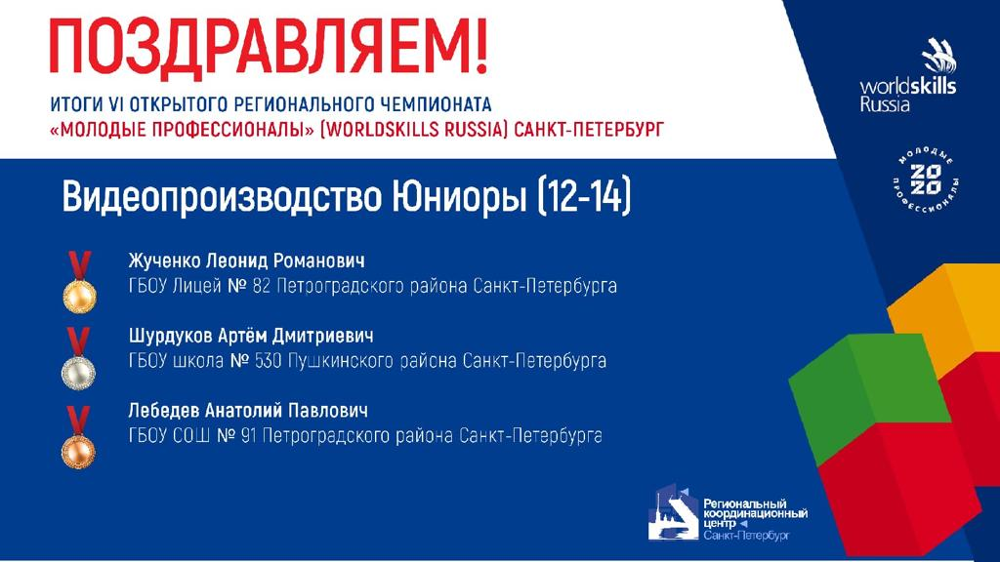 ПОЗДРАВЛЯЕМ!
ИТОГИ VI ОТКРЫТОГО РЕГИОНАЛЬНОГО ЧЕМПИОНАТА
«МОЛОДЫЕ ПРОФЕССИОНАЛЫ» (WORLDSKILLS RUSSIA) САНКТ-ПЕТЕРБУРГ
worldskills
Russia
МОЛОДЫЕ
2020
ПРОФЕССИОНАЛЫ
Видеопроизводство Юниоры (12-14)
Жученко Леонид Романович
ГБОУ Лицей № 82 Петроградского района Санкт-Петербурга
Шурдуков Артём Дмитриевич
ГБОУ школа № 530 Пушкинского района Санкт-Петербурга
Лебедев Анатолий Павлович
ГБОУ СОШ № 91 Петроградского района Санкт-Петербурга
Региональный
координационный
центр
Санкт-Петербург